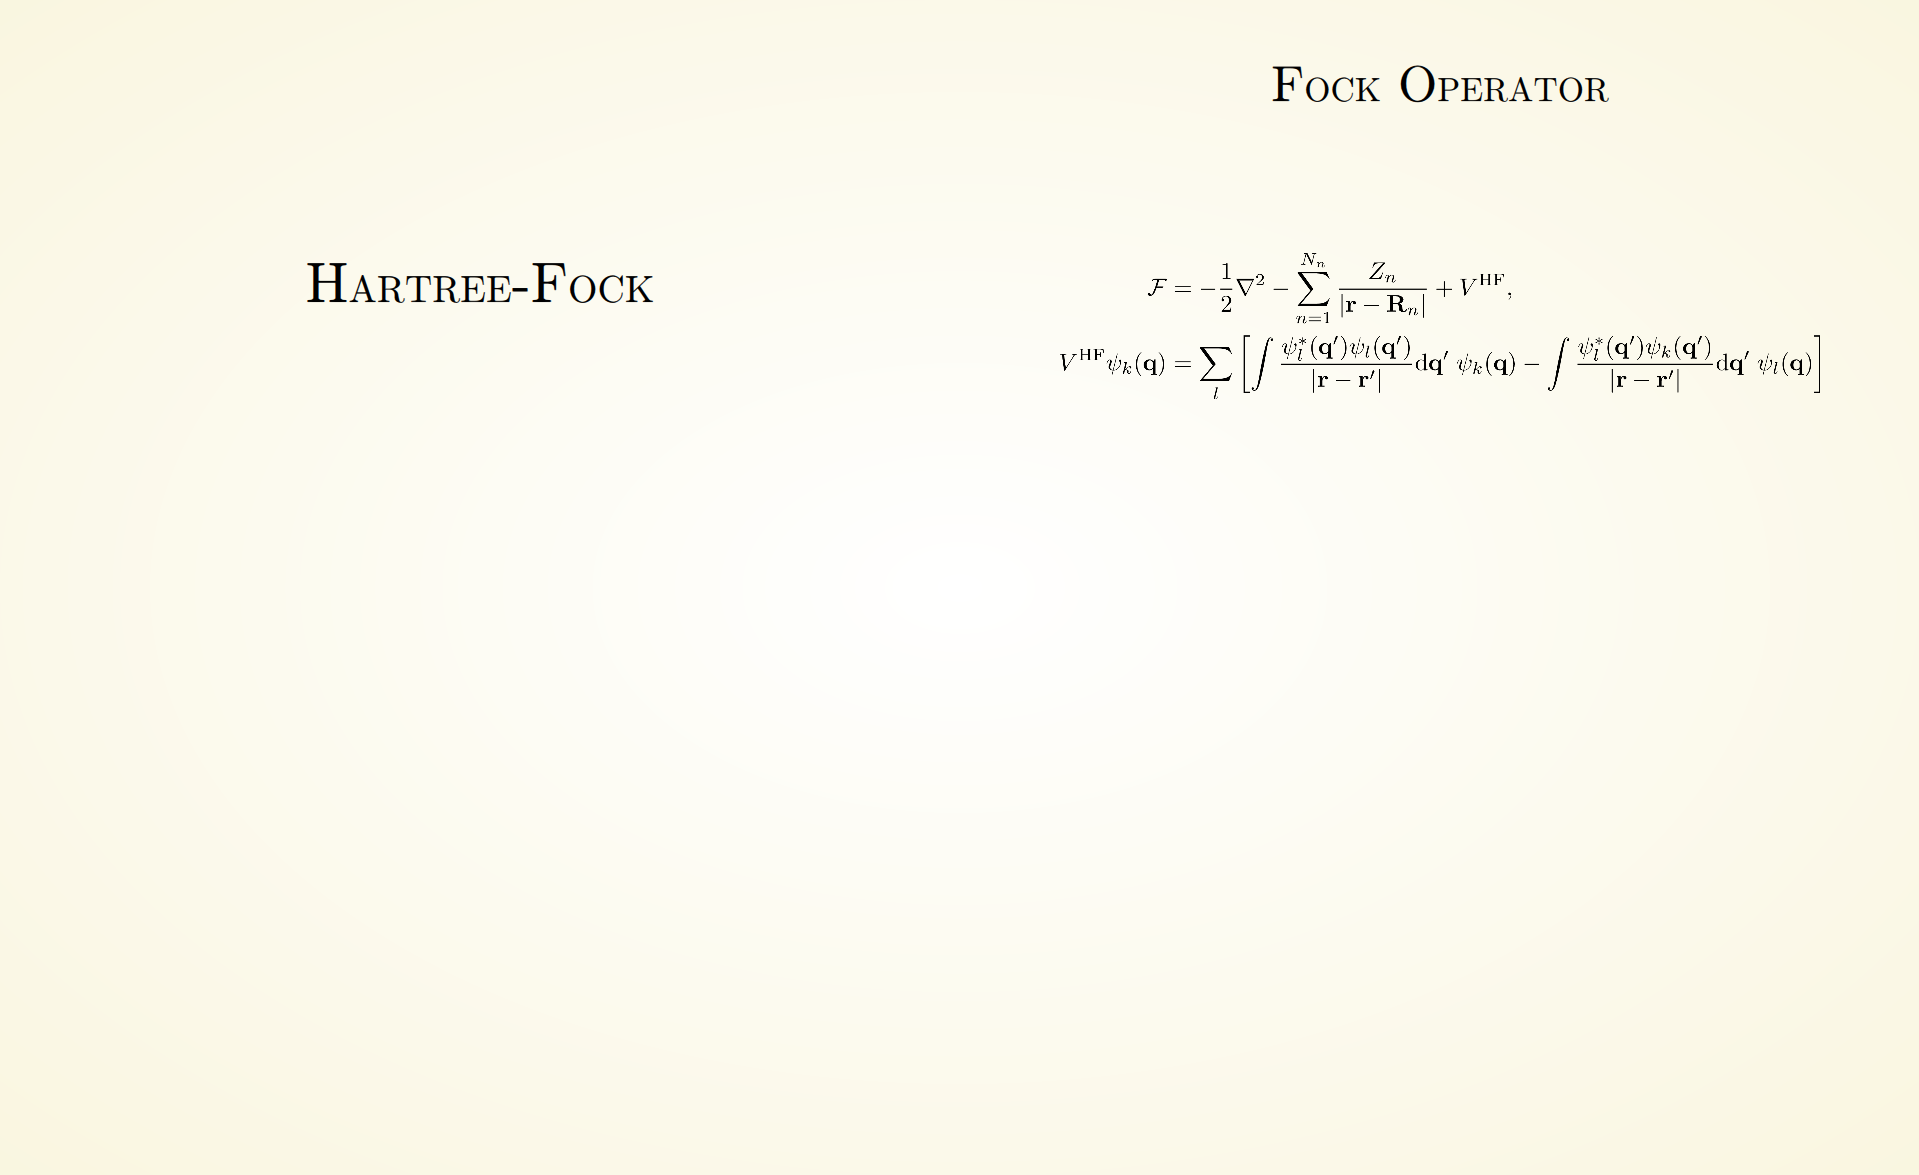 Hartree-Fock
Fock Operator
$\mathcal{F} = -\frac{1}{2}\nabla^2 - \sum_{n=1}^{N_n} \frac{Z_n}{|\mathbf{r} - \mathbf{R}_n|} + V^{\mathrm{HF}},$
$V^{\mathrm{HF}}\psi_k(\mathbf{q}) = \sum_l \left[ \int \frac{\psi_l^*(\mathbf{q}')\psi_l(\mathbf{q}')}{|\mathbf{r} - \mathbf{r}'|} \mathrm{d}\mathbf{q}' \, \psi_k(\mathbf{q}) - \int \frac{\psi_l^*(\mathbf{q}')\psi_k(\mathbf{q}')}{|\mathbf{r} - \mathbf{r}'|} \mathrm{d}\mathbf{q}' \, \psi_l(\mathbf{q}) \right]$